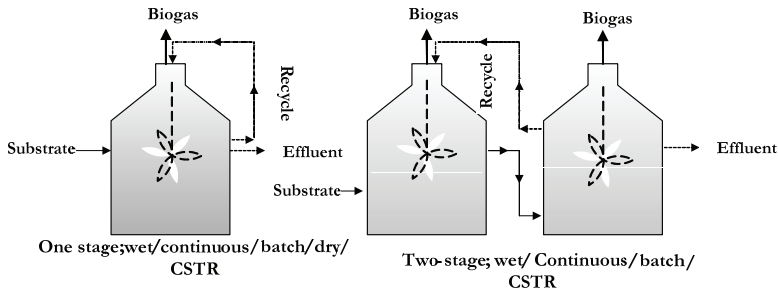 Biogas
Recycle
Substrate
Effluent
One stage;wet/continuous/batch/dry/
CSTR
Biogas
Biogas
Recycle
Substrate
Effluent
Two-stage; wet/ Continuous/batch/
CSTR